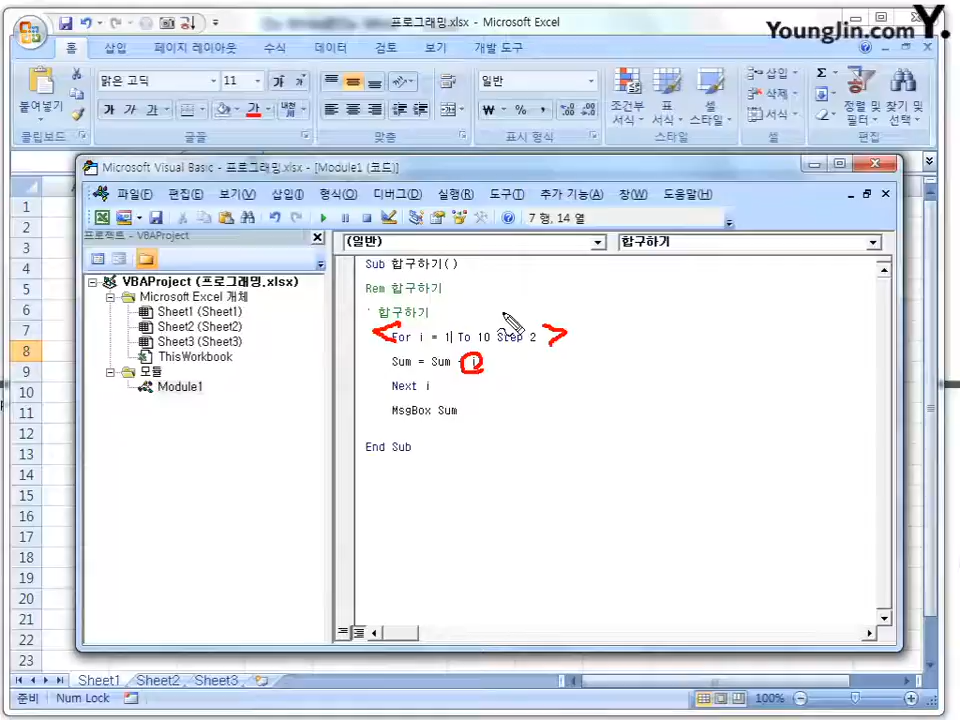 프로그래밍.xlsx - Microsoft Excel
YoungJin.com Y.
홈 삽입 페이지 레이아웃 수식 데이터 검토 보기 개발 도구
맑은 고딕 11 일반
붙여넣기
조건부 서식 표 서식 셀 스타일
삽입
삭제
서식
정렬 및 필터 찾기 및 선택
클립보드 글꼴 맞춤 표시 형식 스타일 셀 편집
Microsoft Visual Basic - 프로그래밍.xlsx - [Module1 (코드)]
파일(F) 편집(E) 보기(V) 삽입(I) 형식(O) 디버그(D) 실행(R) 도구(T) 추가 기능(A) 창(W) 도움말(H)
7 행, 14 열
프로젝트 - VBAProject
(일반) 합구하기
VBAProject (프로그래밍.xlsx)
Microsoft Excel 개체
Sheet1 (Sheet1)
Sheet2 (Sheet2)
Sheet3 (Sheet3)
ThisWorkbook
모듈
Module1
Sub 합구하기()
Rem 합구하기
' 합구하기
For i = 1 To 10 Step 2
Sum = Sum + i
Next i
MsgBox Sum
End Sub
1
2
3
4
5
6
7
8
9
10
11
12
13
14
15
16
17
18
19
20
21
22
23
Sheet1 Sheet2 Sheet3
준비 Num Lock 100%